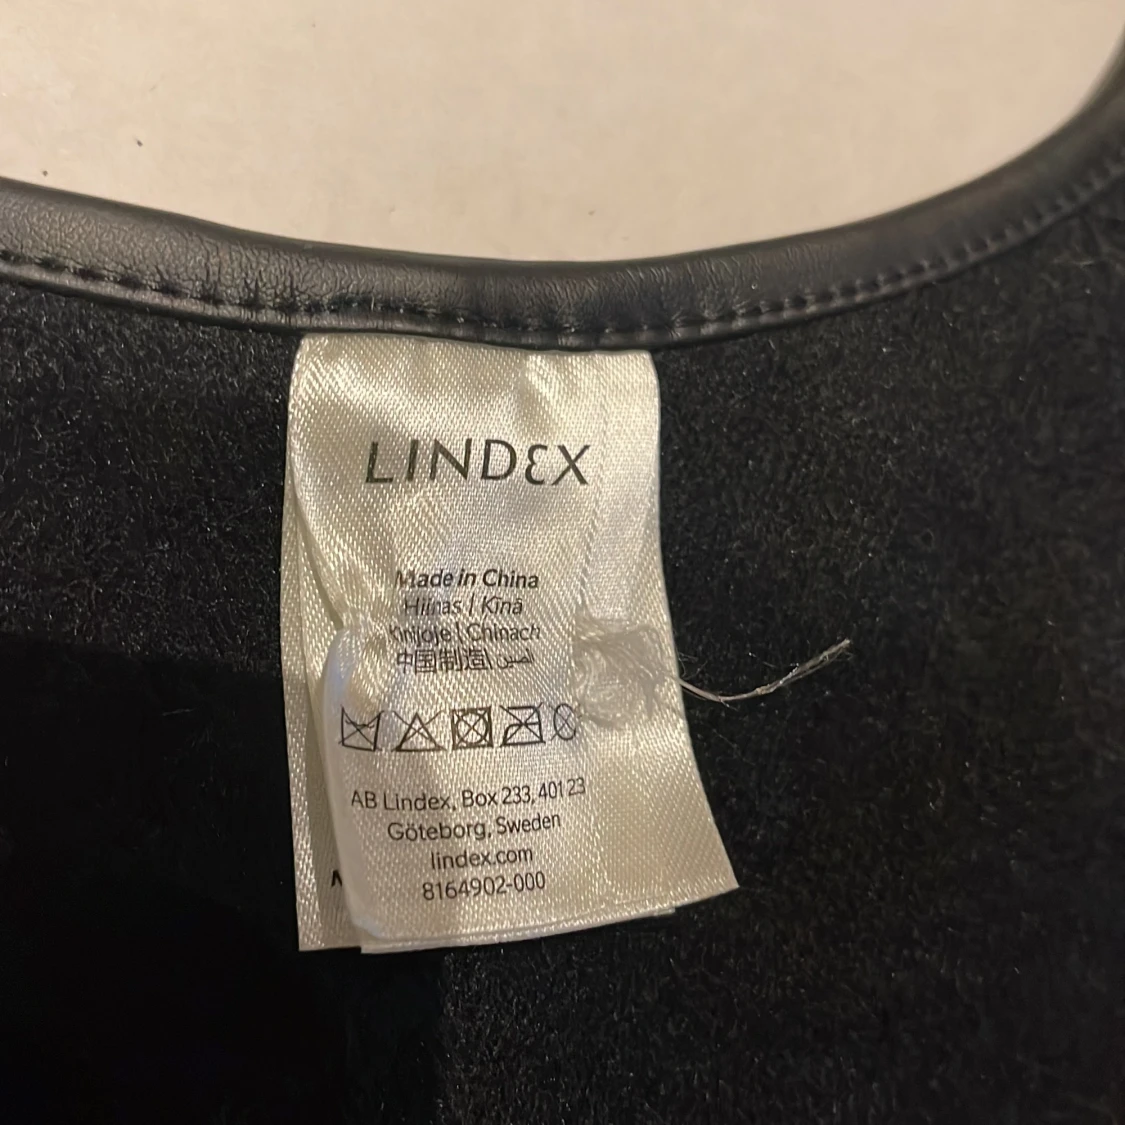 LINDEX
Made in China
Hiinas | Ķīnā
Kinijoje | Chinach
中国制造 | الصين
AB Lindex, Box 233, 401 23
Göteborg, Sweden
lindex.com
8164902-000